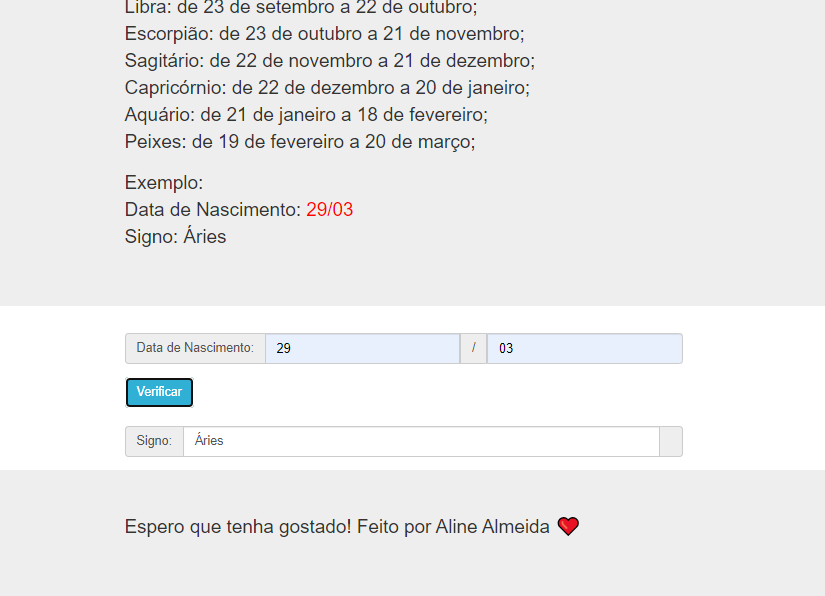 Libra: de 23 de setembro a 22 de outubro;
Escorpião: de 23 de outubro a 21 de novembro;
Sagitário: de 22 de novembro a 21 de dezembro;
Capricórnio: de 22 de dezembro a 20 de janeiro;
Aquário: de 21 de janeiro a 18 de fevereiro;
Peixes: de 19 de fevereiro a 20 de março;
Exemplo:
Data de Nascimento: 29/03
Signo: Áries
Data de Nascimento: 29 / 03
Verificar
Signo: Áries
Espero que tenha gostado! Feito por Aline Almeida ❤️